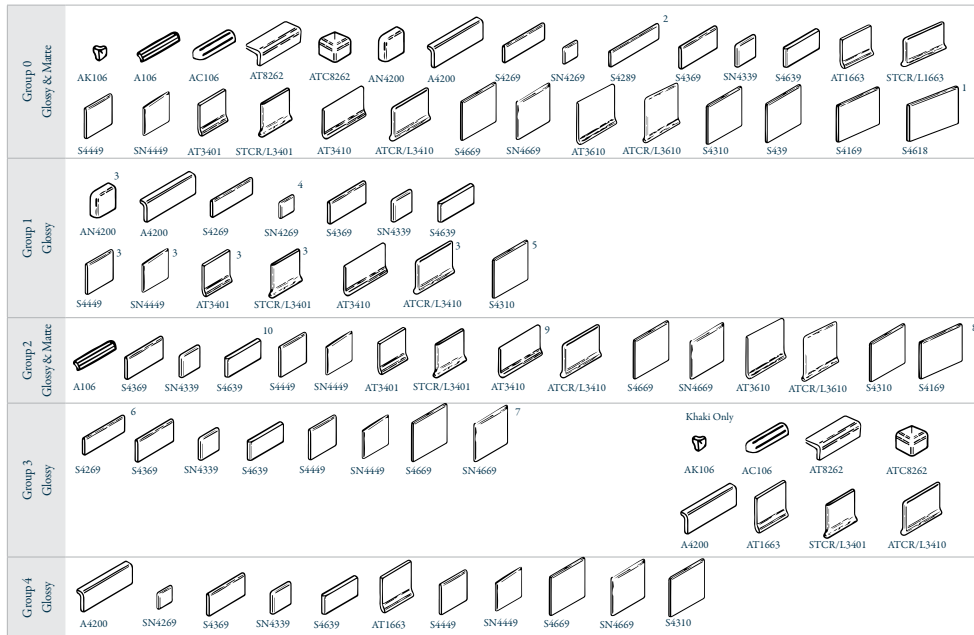 Group 0
Glossy & Matte
2
AK106 A106 AC106 AT8262 ATC8262 AN4200 A4200 S4269 SN4269 S4289 S4369 SN4339 S4639 AT1663 STCR/L1663
1
S4449 SN4449 AT3401 STCR/L3401 AT3410 ATCR/L3410 S4669 SN4669 AT3610 ATCR/L3610 S4310 S439 S4169 S4618
Group 1
Glossy
3 4
AN4200 A4200 S4269 SN4269 S4369 SN4339 S4639
3 3 3 3 3 5
S4449 SN4449 AT3401 STCR/L3401 AT3410 ATCR/L3410 S4310
Group 2
Glossy & Matte
10 9 8
A106 S4369 SN4339 S4639 S4449 SN4449 AT3401 STCR/L3401 AT3410 ATCR/L3410 S4669 SN4669 AT3610 ATCR/L3610 S4310 S4169
Group 3
Glossy
6 7
S4269 S4369 SN4339 S4639 S4449 SN4449 S4669 SN4669
Khaki Only
AK106 AC106 AT8262 ATC8262
A4200 AT1663 STCR/L3401 ATCR/L3410
Group 4
Glossy
A4200 SN4269 S4369 SN4339 S4639 AT1663 S4449 SN4449 S4669 SN4669 S4310